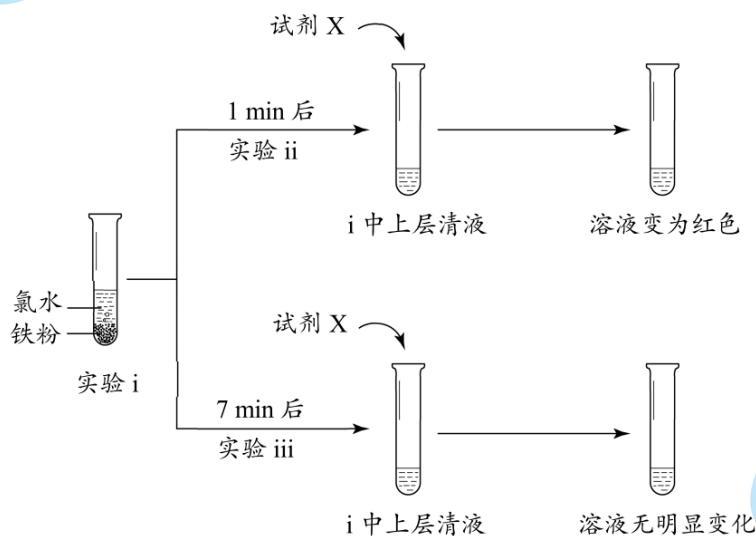 试剂 X
1 min 后
实验 ii
i 中上层清液
溶液变为红色
氯水
铁粉
实验 i
试剂 X
7 min 后
实验 iii
i 中上层清液
溶液无明显变化